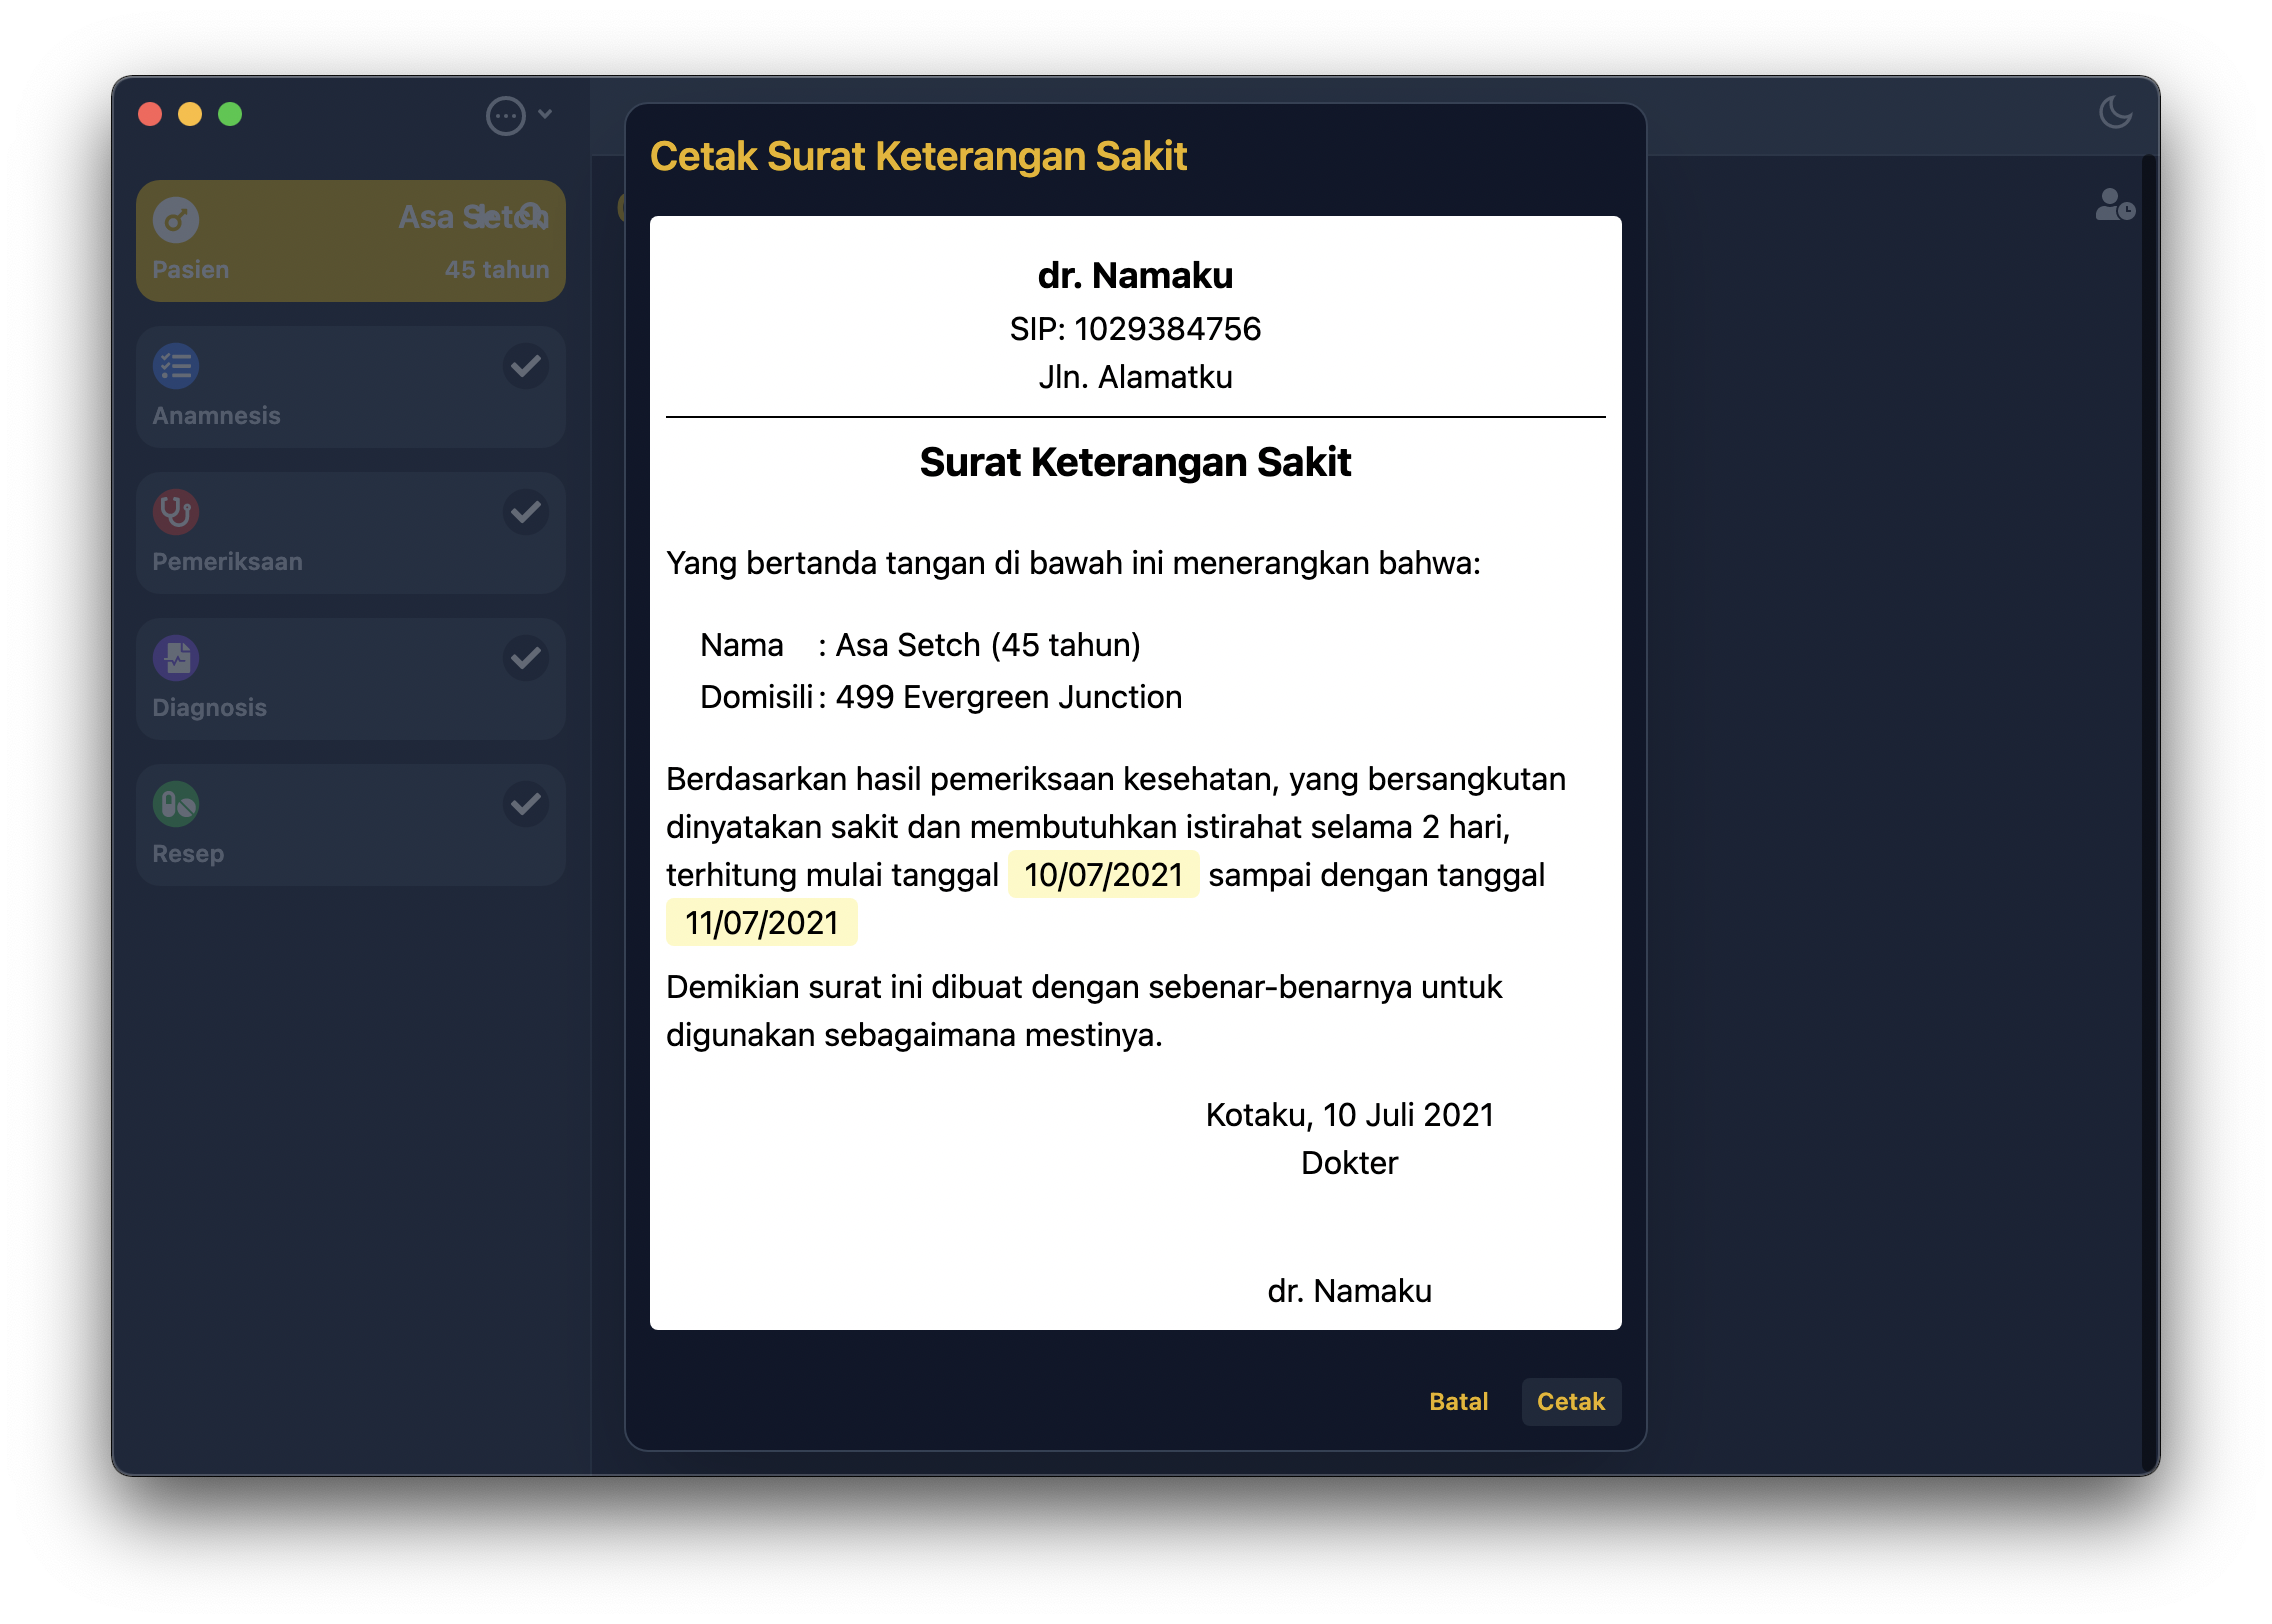 Asa Setch
Pasien
45 tahun
Anamnesis
Pemeriksaan
Diagnosis
Resep
Cetak Surat Keterangan Sakit
dr. Namaku
SIP: 1029384756
Jln. Alamatku
Surat Keterangan Sakit
Yang bertanda tangan di bawah ini menerangkan bahwa:
Nama : Asa Setch (45 tahun)
Domisili : 499 Evergreen Junction
Berdasarkan hasil pemeriksaan kesehatan, yang bersangkutan
dinyatakan sakit dan membutuhkan istirahat selama 2 hari,
terhitung mulai tanggal 10/07/2021 sampai dengan tanggal
11/07/2021
Demikian surat ini dibuat dengan sebenar-benarnya untuk
digunakan sebagaimana mestinya.
Kotaku, 10 Juli 2021
Dokter
dr. Namaku
Batal
Cetak